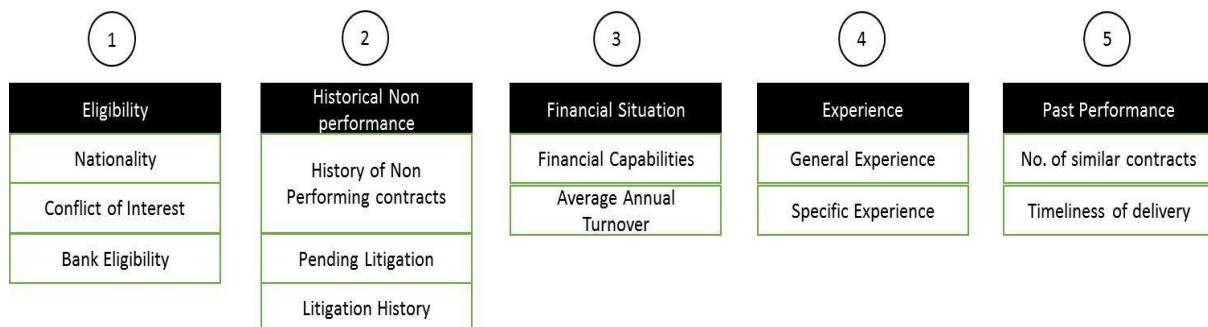 1
Eligibility
Nationality
Conflict of Interest
Bank Eligibility
2
Historical Non
performance
History of Non
Performing contracts
Pending Litigation
Litigation History
3
Financial Situation
Financial Capabilities
Average Annual
Turnover
4
Experience
General Experience
Specific Experience
5
Past Performance
No. of similar contracts
Timeliness of delivery